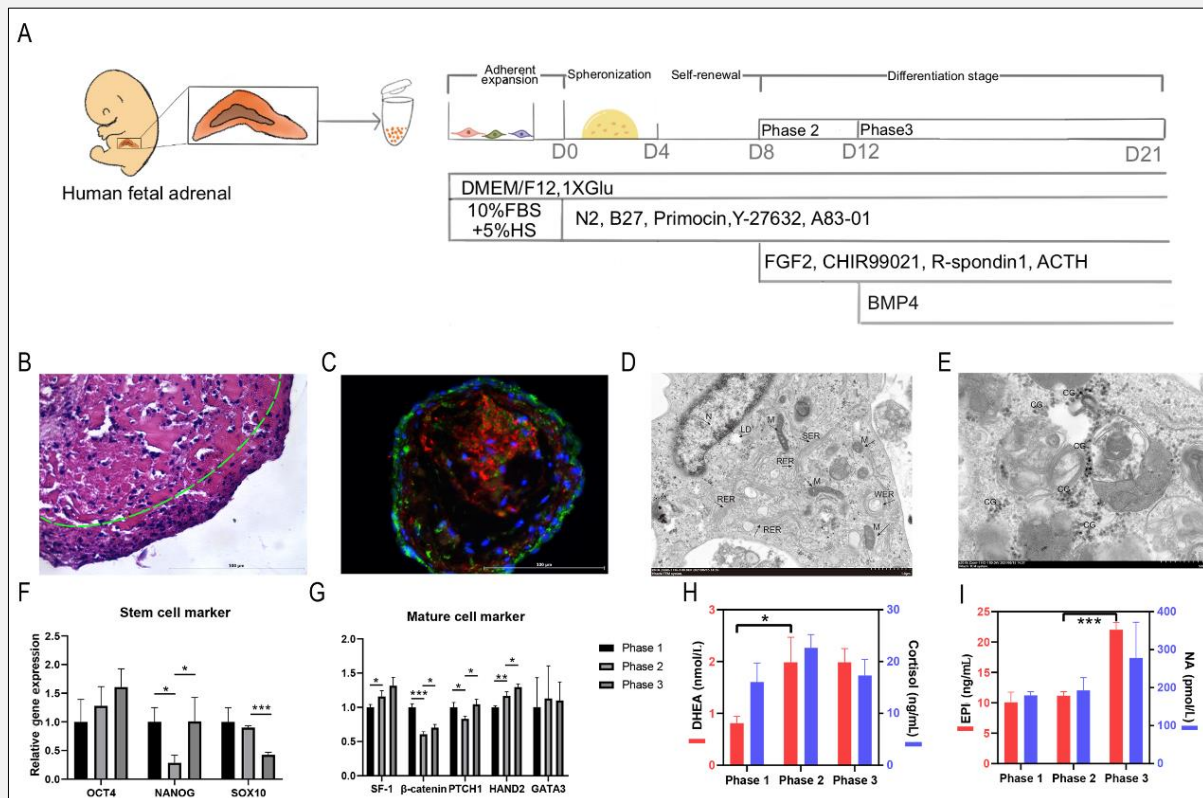 A
Adherent
expansion
Spheronization
Self-renewal
Differentiation stage
Phase 2
Phase3
D0
D4
D8
D12
D21
Human fetal adrenal
DMEM/F12,1XGlu
10%FBS
+5%HS
N2, B27, Primocin,Y-27632, A83-01
FGF2, CHIR99021, R-spondin1, ACTH
BMP4
B
C
D
E
N
LD
M
SER
M
RER
M
RER
WER
RER
M
CG
CG
CG
CG
CG
CG
F
Stem cell marker
Relative gene expression
2.5
2.0
1.5
1.0
0.5
0.0
*
*
***
OCT4
NANOG
SOX10
G
Mature cell marker
2.0
1.5
1.0
0.5
0.0
*
***
*
*
*
**
*
SF-1
β-catenin
PTCH1
HAND2
GATA3
Phase 1
Phase 2
Phase 3
H
DHEA (nmol/L)
3
2
1
0
*
30
20
10
0
Cortisol (ng/mL)
Phase 1
Phase 2
Phase 3
I
EPI (ng/mL)
25
20
15
10
5
0
***
400
300
200
100
0
NA (pmol/L)
Phase 1
Phase 2
Phase 3